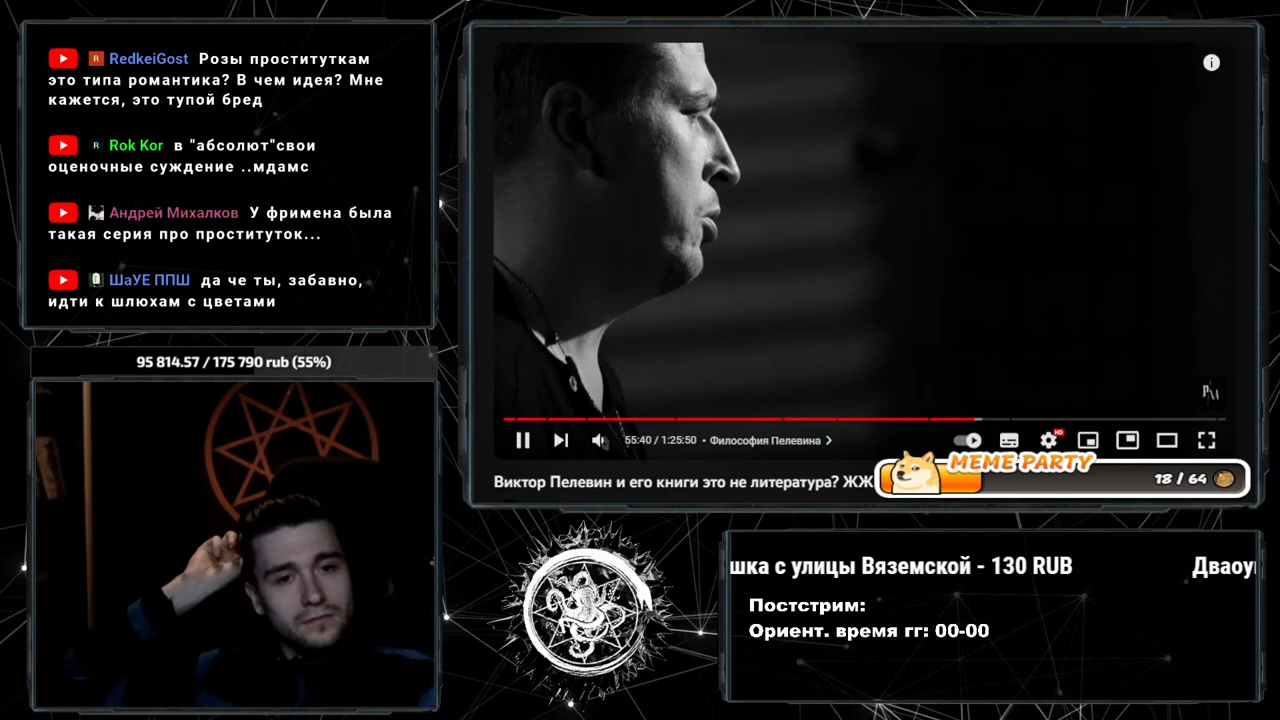 RedkeiGost Розы проституткам
это типа романтика? В чем идея? Мне
кажется, это тупой бред
Rok Kor в "абсолют"свои
оценочные суждение ..мдамс
Андрей Михалков У фримена была
такая серия про проституток...
ШаУЕ ППШ да че ты, забавно,
идти к шлюхам с цветами
95 814.57 / 175 790 rub (55%)
55:40 / 1:25:50 • Философия Пелевина
HD
Виктор Пелевин и его книги это не литература? ЖЖ
MEME PARTY
18 / 64
шка с улицы Вяземской - 130 RUB
Постстрим:
Ориент. время гг: 00-00